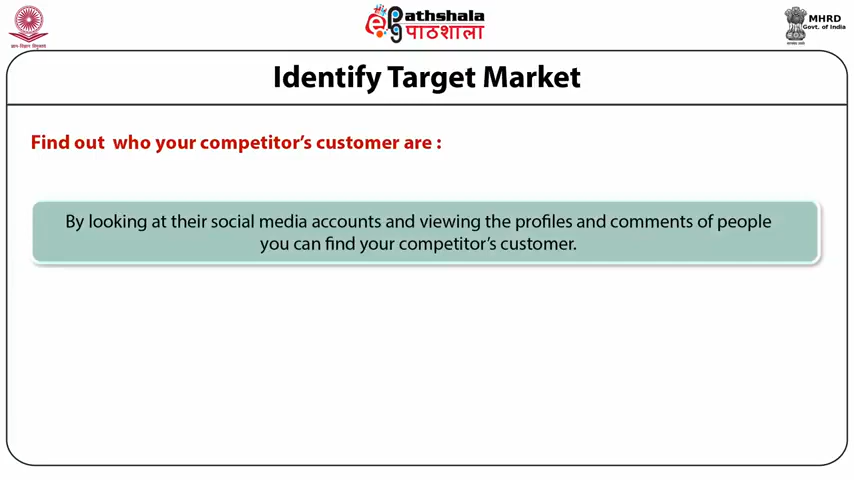 ePathshala
पाठशाला
MHRD
Govt. of India
Identify Target Market
Find out who your competitor's customer are :
By looking at their social media accounts and viewing the profiles and comments of people
you can find your competitor's customer.